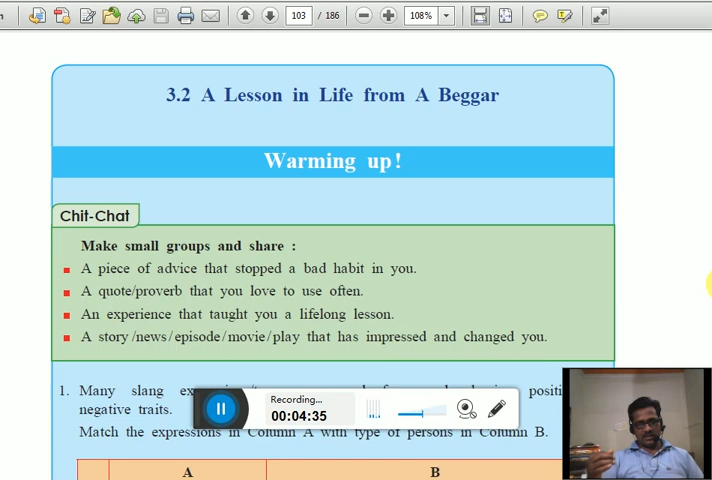 103 / 186 108%
3.2 A Lesson in Life from A Beggar
Warming up!
Chit-Chat
Make small groups and share :
A piece of advice that stopped a bad habit in you.
A quote/proverb that you love to use often.
An experience that taught you a lifelong lesson.
A story/news/episode/movie/play that has impressed and changed you.
1. Many slang
negative traits.
Match the expressions in Column A with type of persons in Column B.
Recording...
00:04:35
A B